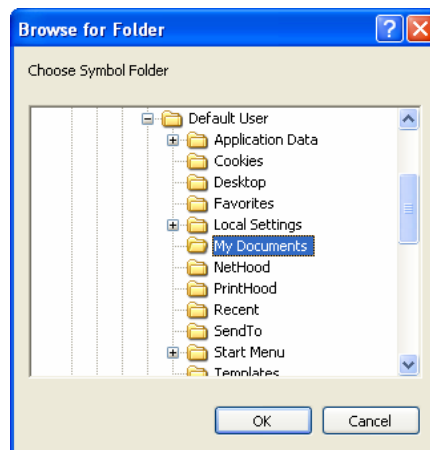 Browse for Folder
Choose Symbol Folder
Default User
Application Data
Cookies
Desktop
Favorites
Local Settings
My Documents
NetHood
PrintHood
Recent
SendTo
Start Menu
Templates
OK Cancel